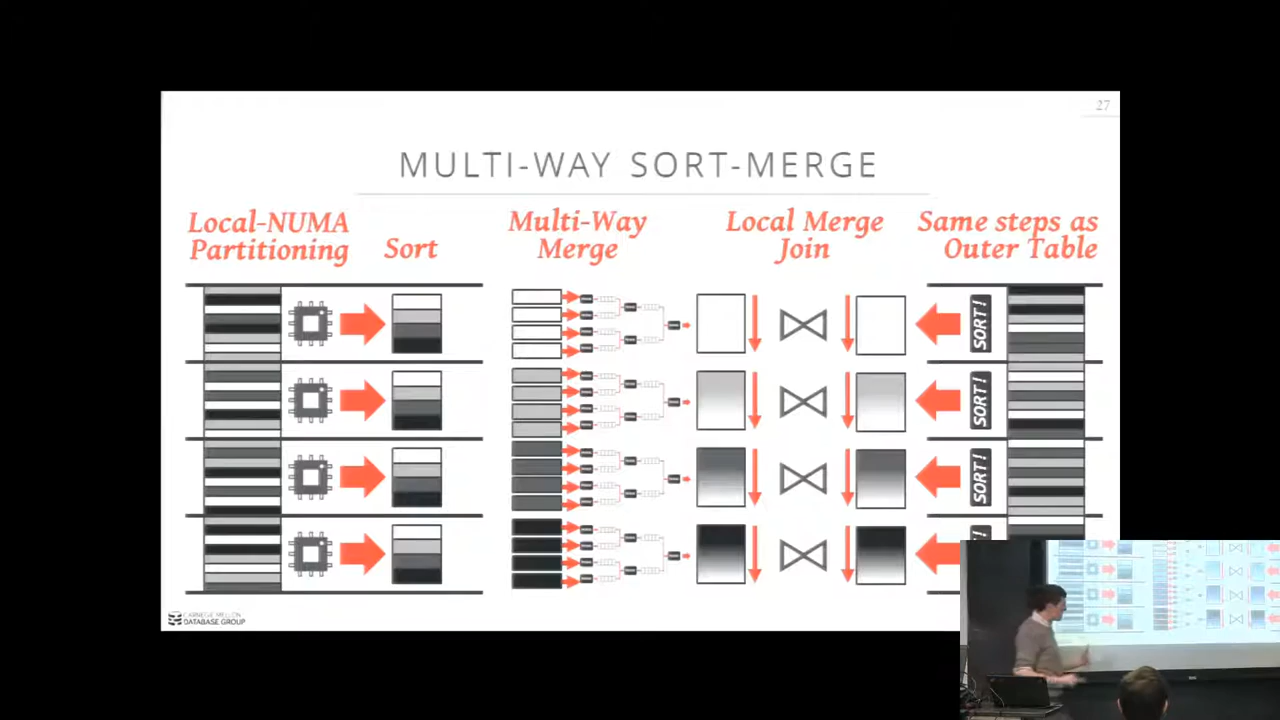 27
MULTI-WAY SORT-MERGE
Local-NUMA
Partitioning
Sort
Multi-Way
Merge
Local Merge
Join
Same steps as
Outer Table
SORT!
SORT!
SORT!
CARNEGIE MELLON
DATABASE GROUP